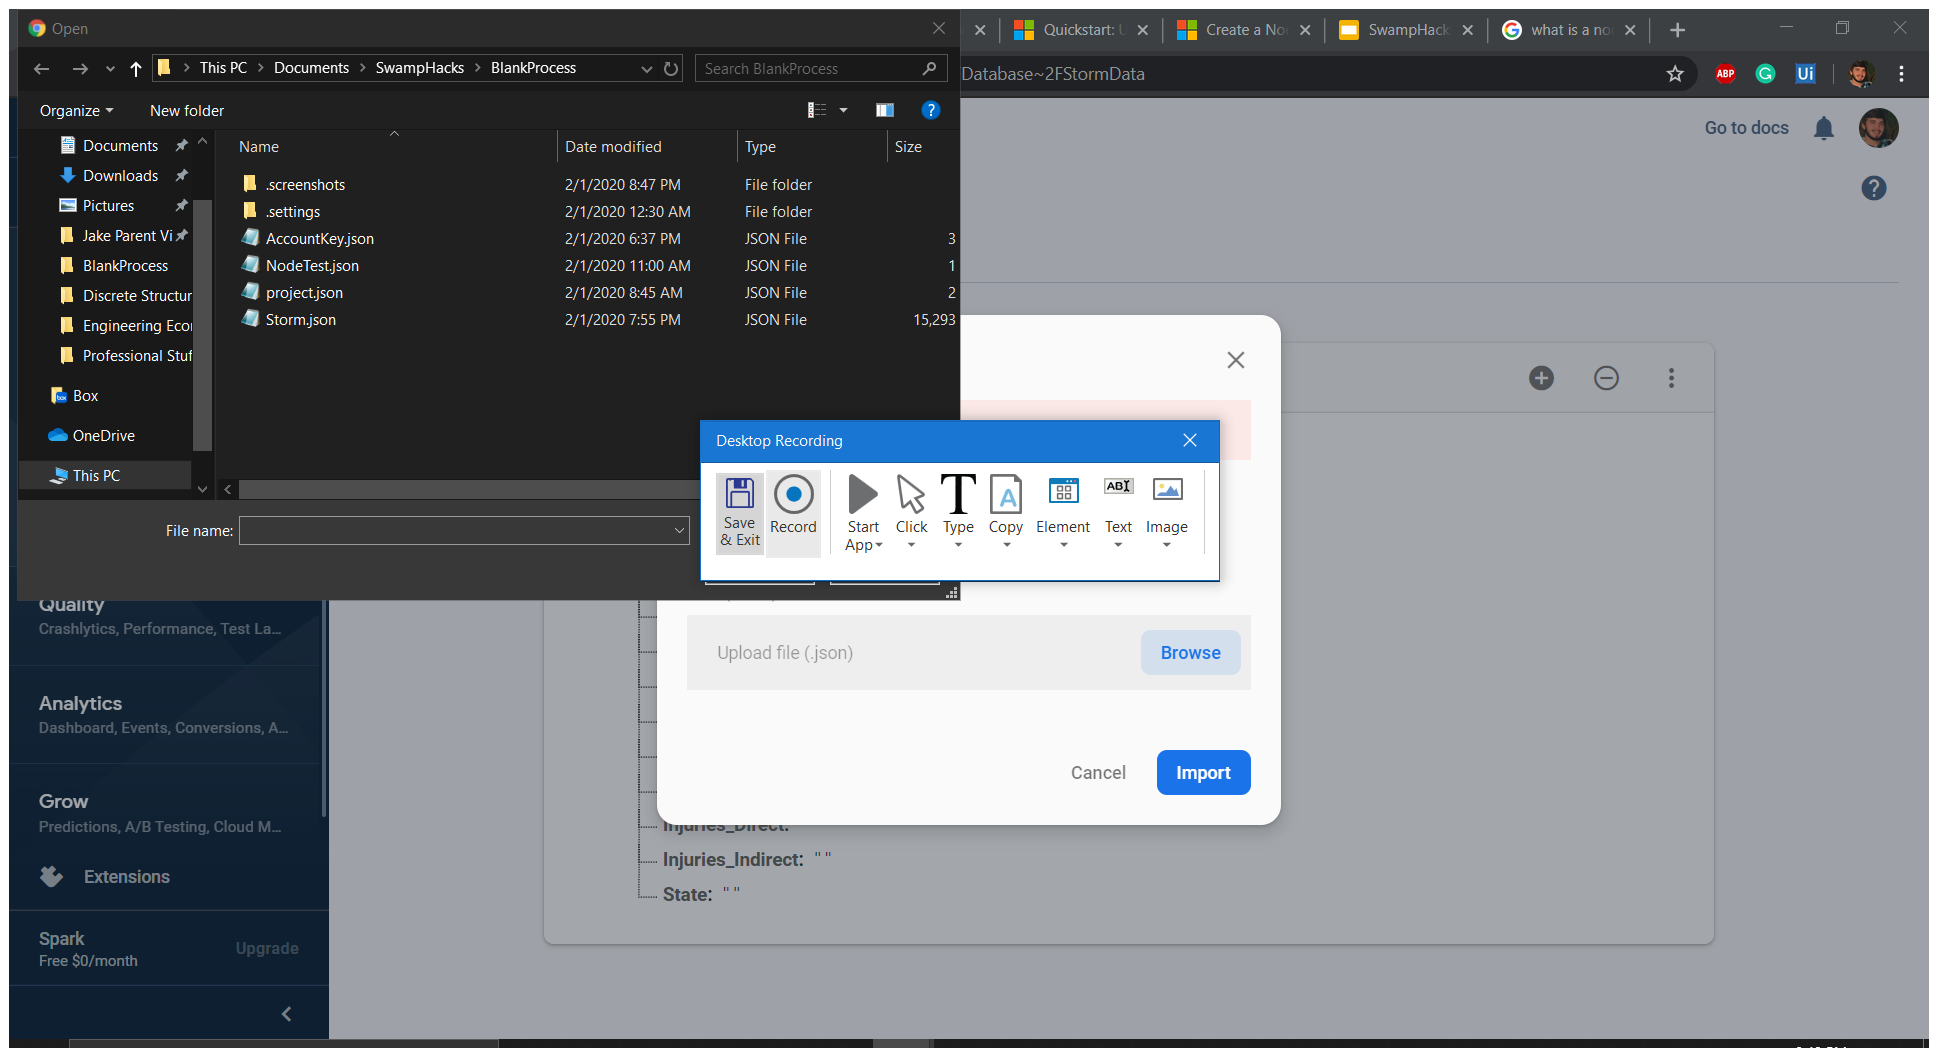 Open
Quickstart: U
Create a No
SwampHack
what is a no
This PC
Documents
SwampHacks
BlankProcess
Search BlankProcess
Database~2FStormData
ABP
G
Ui
Organize
New folder
?
Go to docs
Name
Date modified
Type
Size
Documents
Downloads
Pictures
Jake Parent Vi
BlankProcess
Discrete Structur
Engineering Eco
Professional Stuf
Box
OneDrive
This PC
.screenshots 2/1/2020 8:47 PM File folder
.settings 2/1/2020 12:30 AM File folder
AccountKey.json 2/1/2020 6:37 PM JSON File 3
NodeTest.json 2/1/2020 11:00 AM JSON File 1
project.json 2/1/2020 8:45 AM JSON File 2
Storm.json 2/1/2020 7:55 PM JSON File 15,293
File name:
Desktop Recording
Save & Exit
Record
Start App
Click
Type
Copy
Element
Text
Image
Quality
Crashlytics, Performance, Test La...
Analytics
Dashboard, Events, Conversions, A...
Grow
Predictions, A/B Testing, Cloud M...
Extensions
Spark
Free $0/month
Upgrade
Upload file (.json)
Browse
Cancel
Import
Injuries_Direct:
Injuries_Indirect: " "
State: " "